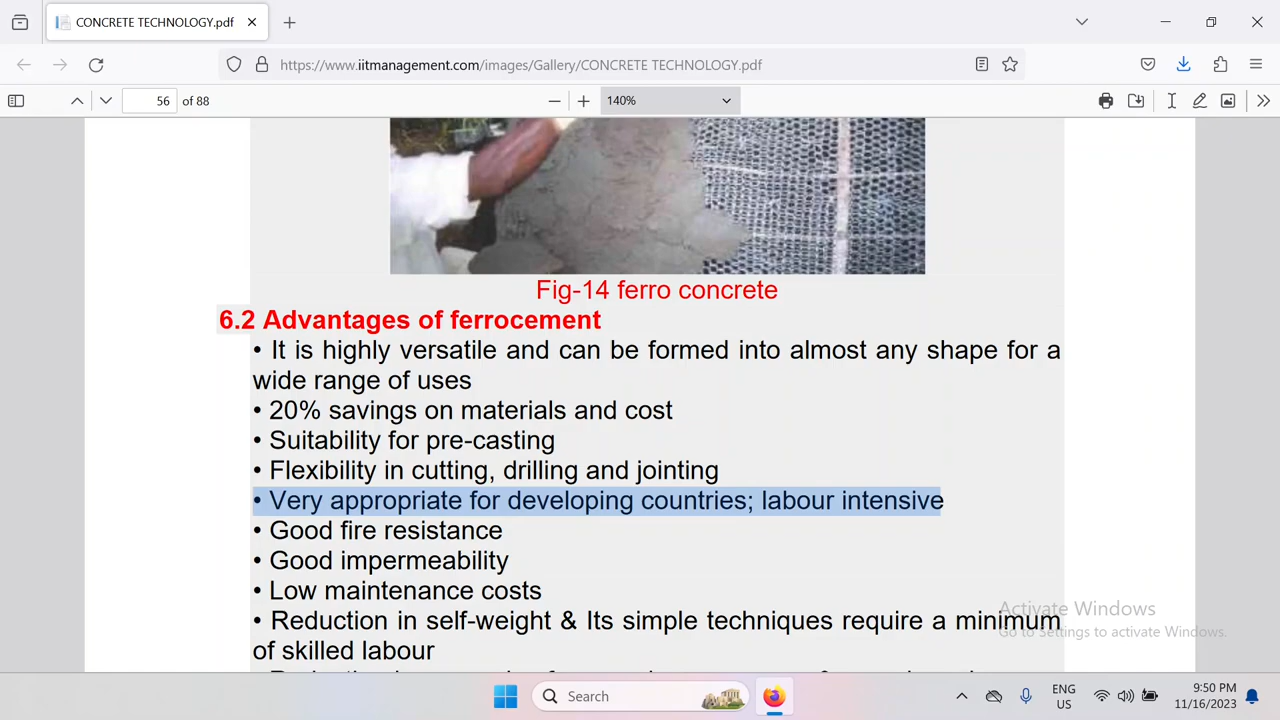 CONCRETE TECHNOLOGY.pdf
https://www.iitmanagement.com/images/Gallery/CONCRETE TECHNOLOGY.pdf
56 of 88
140%
Fig-14 ferro concrete
6.2 Advantages of ferrocement
• It is highly versatile and can be formed into almost any shape for a
wide range of uses
• 20% savings on materials and cost
• Suitability for pre-casting
• Flexibility in cutting, drilling and jointing
• Very appropriate for developing countries; labour intensive
• Good fire resistance
• Good impermeability
• Low maintenance costs
• Reduction in self-weight & Its simple techniques require a minimum
of skilled labour
Activate Windows
Go to Settings to activate Windows.
Search
ENG
US
9:50 PM
11/16/2023